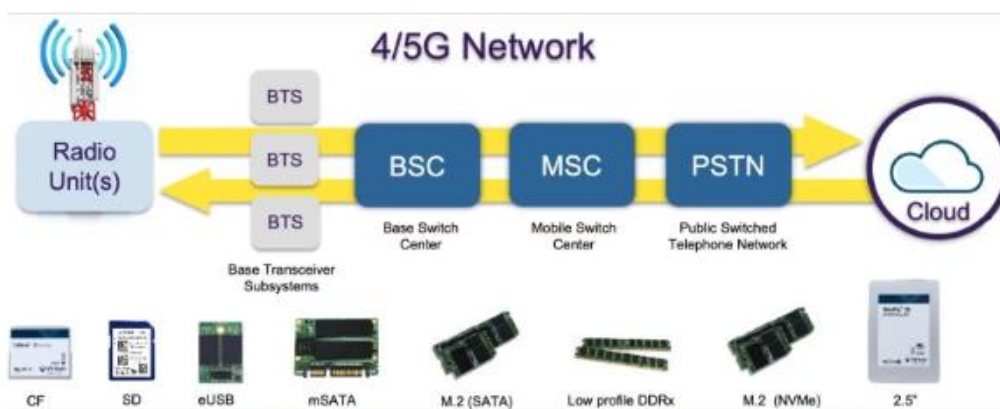 4/5G Network
Radio
Unit(s)
BTS
BTS
BTS
Base Transceiver
Subsystems
BSC
Base Switch
Center
MSC
Mobile Switch
Center
PSTN
Public Switched
Telephone Network
Cloud
CF
SD
eUSB
mSATA
M.2 (SATA)
Low profile DDRx
M.2 (NVMe)
2.5"